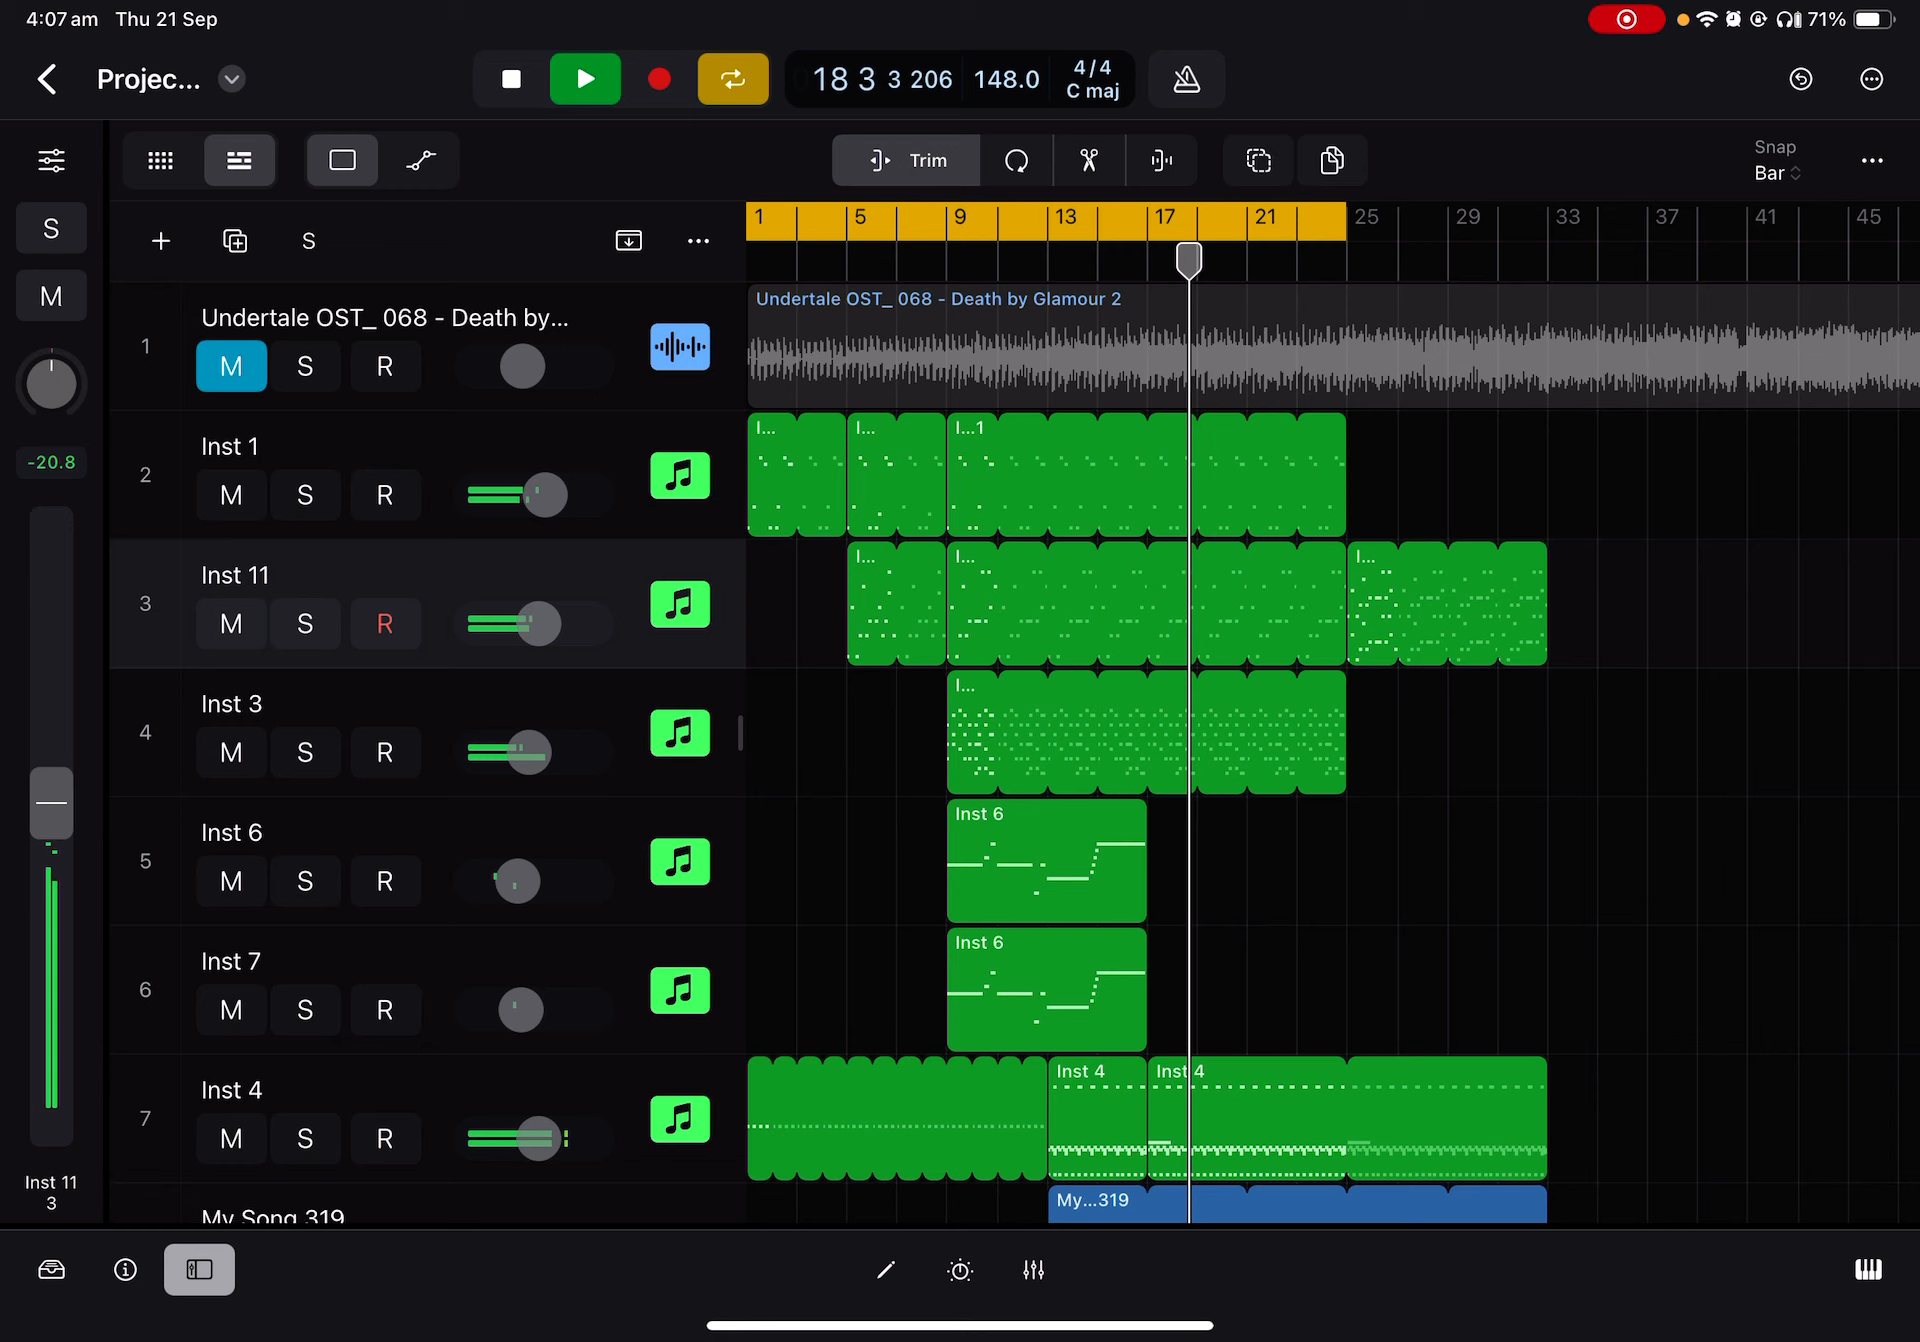 4:07 am Thu 21 Sep
71%
Projec...
18 3 3 206
148.0
4/4
C maj
Trim
Snap
Bar
S
M
-20.8
Inst 11
3
S
1 5 9 13 17 21 25 29 33 37 41 45
1
Undertale OST_ 068 - Death by...
M S R
Undertale OST_ 068 - Death by Glamour 2
2
Inst 1
M S R
I... I... I...1
3
Inst 11
M S R
I... I... I...
4
Inst 3
M S R
I...
5
Inst 6
M S R
Inst 6
6
Inst 7
M S R
Inst 6
7
Inst 4
M S R
Inst 4 Inst 4
My Song 319
My...319